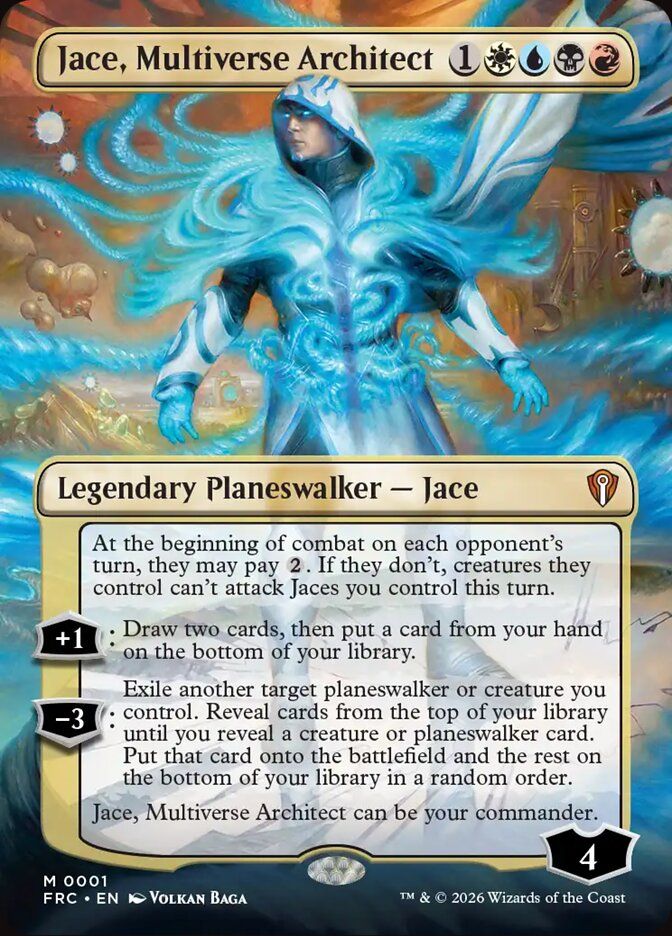 Jace, Multiverse Architect 1
Legendary Planeswalker — Jace
At the beginning of combat on each opponent's
turn, they may pay 2. If they don't, creatures they
control can't attack Jaces you control this turn.
+1: Draw two cards, then put a card from your hand
on the bottom of your library.
Exile another target planeswalker or creature you
−3: control. Reveal cards from the top of your library
until you reveal a creature or planeswalker card.
Put that card onto the battlefield and the rest on
the bottom of your library in a random order.
Jace, Multiverse Architect can be your commander.
4
M 0001
FRC • EN VOLKAN BAGA
™ & © 2026 Wizards of the Coast